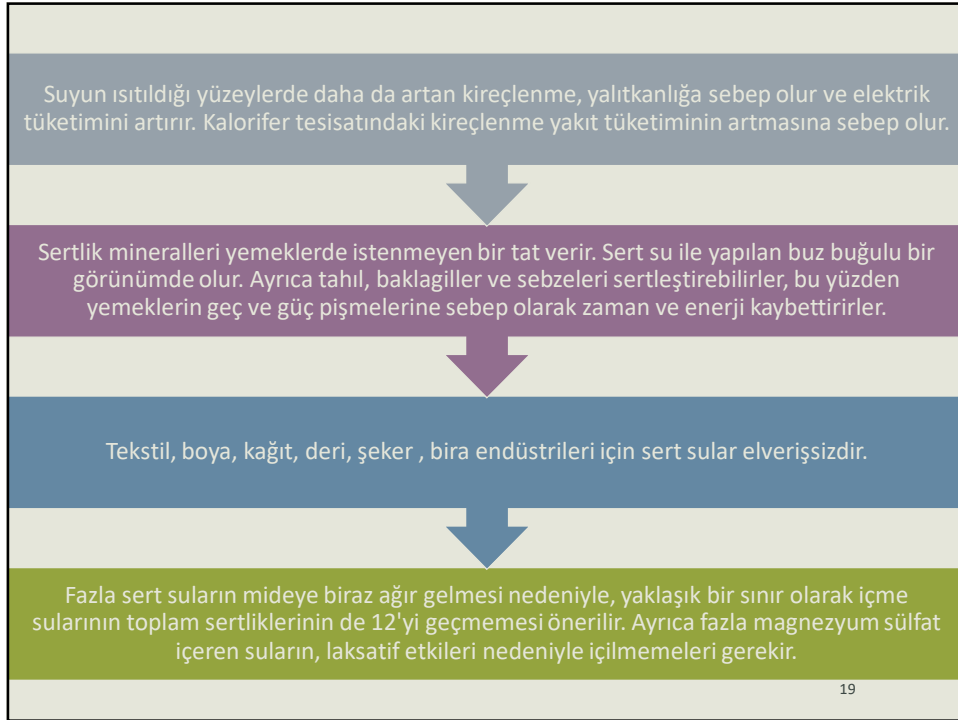 Suyun ısıtıldığı yüzeylerde daha da artan kireçlenme, yalıtkanlığa sebep olur ve elektrik
tüketimini artırır. Kalorifer tesisatındaki kireçlenme yakıt tüketiminin artmasına sebep olur.
Sertlik mineralleri yemeklerde istenmeyen bir tat verir. Sert su ile yapılan buz buğulu bir
görünümde olur. Ayrıca tahıl, baklagiller ve sebzeleri sertleştirebilirler, bu yüzden
yemeklerin geç ve güç pişmelerine sebep olarak zaman ve enerji kaybettirirler.
Tekstil, boya, kağıt, deri, şeker , bira endüstrileri için sert sular elverişsizdir.
Fazla sert suların mideye biraz ağır gelmesi nedeniyle, yaklaşık bir sınır olarak içme
sularının toplam sertliklerinin de 12'yi geçmemesi önerilir. Ayrıca fazla magnezyum sülfat
içeren suların, laksatif etkileri nedeniyle içilmemeleri gerekir.
19